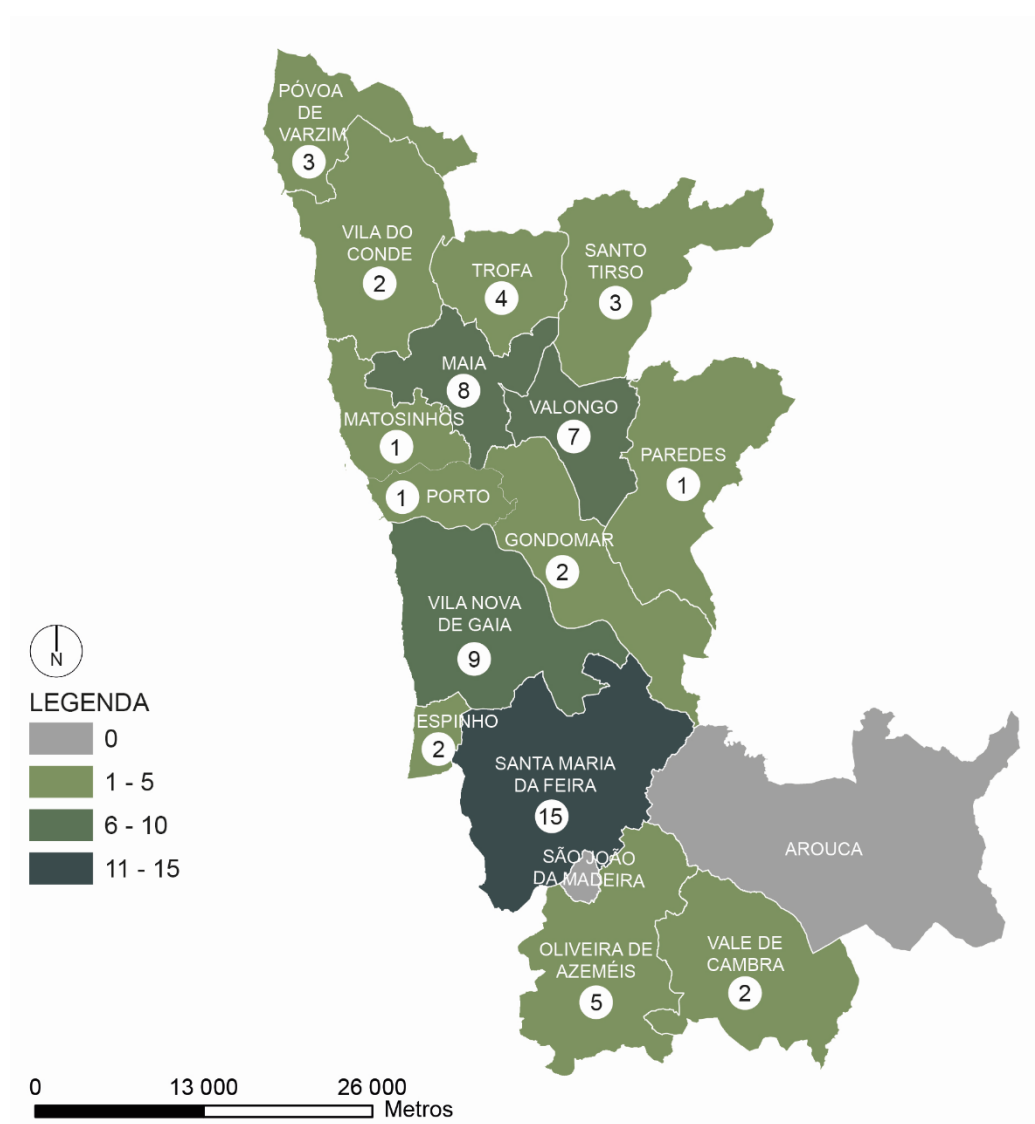 PÓVOA
DE
VARZIM
3
VILA DO
CONDE
2
TROFA
4
SANTO
TIRSO
3
MAIA
8
VALONGO
7
MATOSINHOS
1
PAREDES
1
1 PORTO
GONDOMAR
2
VILA NOVA
DE GAIA
9
ESPINHO
2
SANTA MARIA
DA FEIRA
15
SÃO JOÃO
DA MADEIRA
AROUCA
OLIVEIRA DE
AZEMÉIS
5
VALE DE
CAMBRA
2
N
LEGENDA
0
1 - 5
6 - 10
11 - 15
0 13 000 26 000
Metros